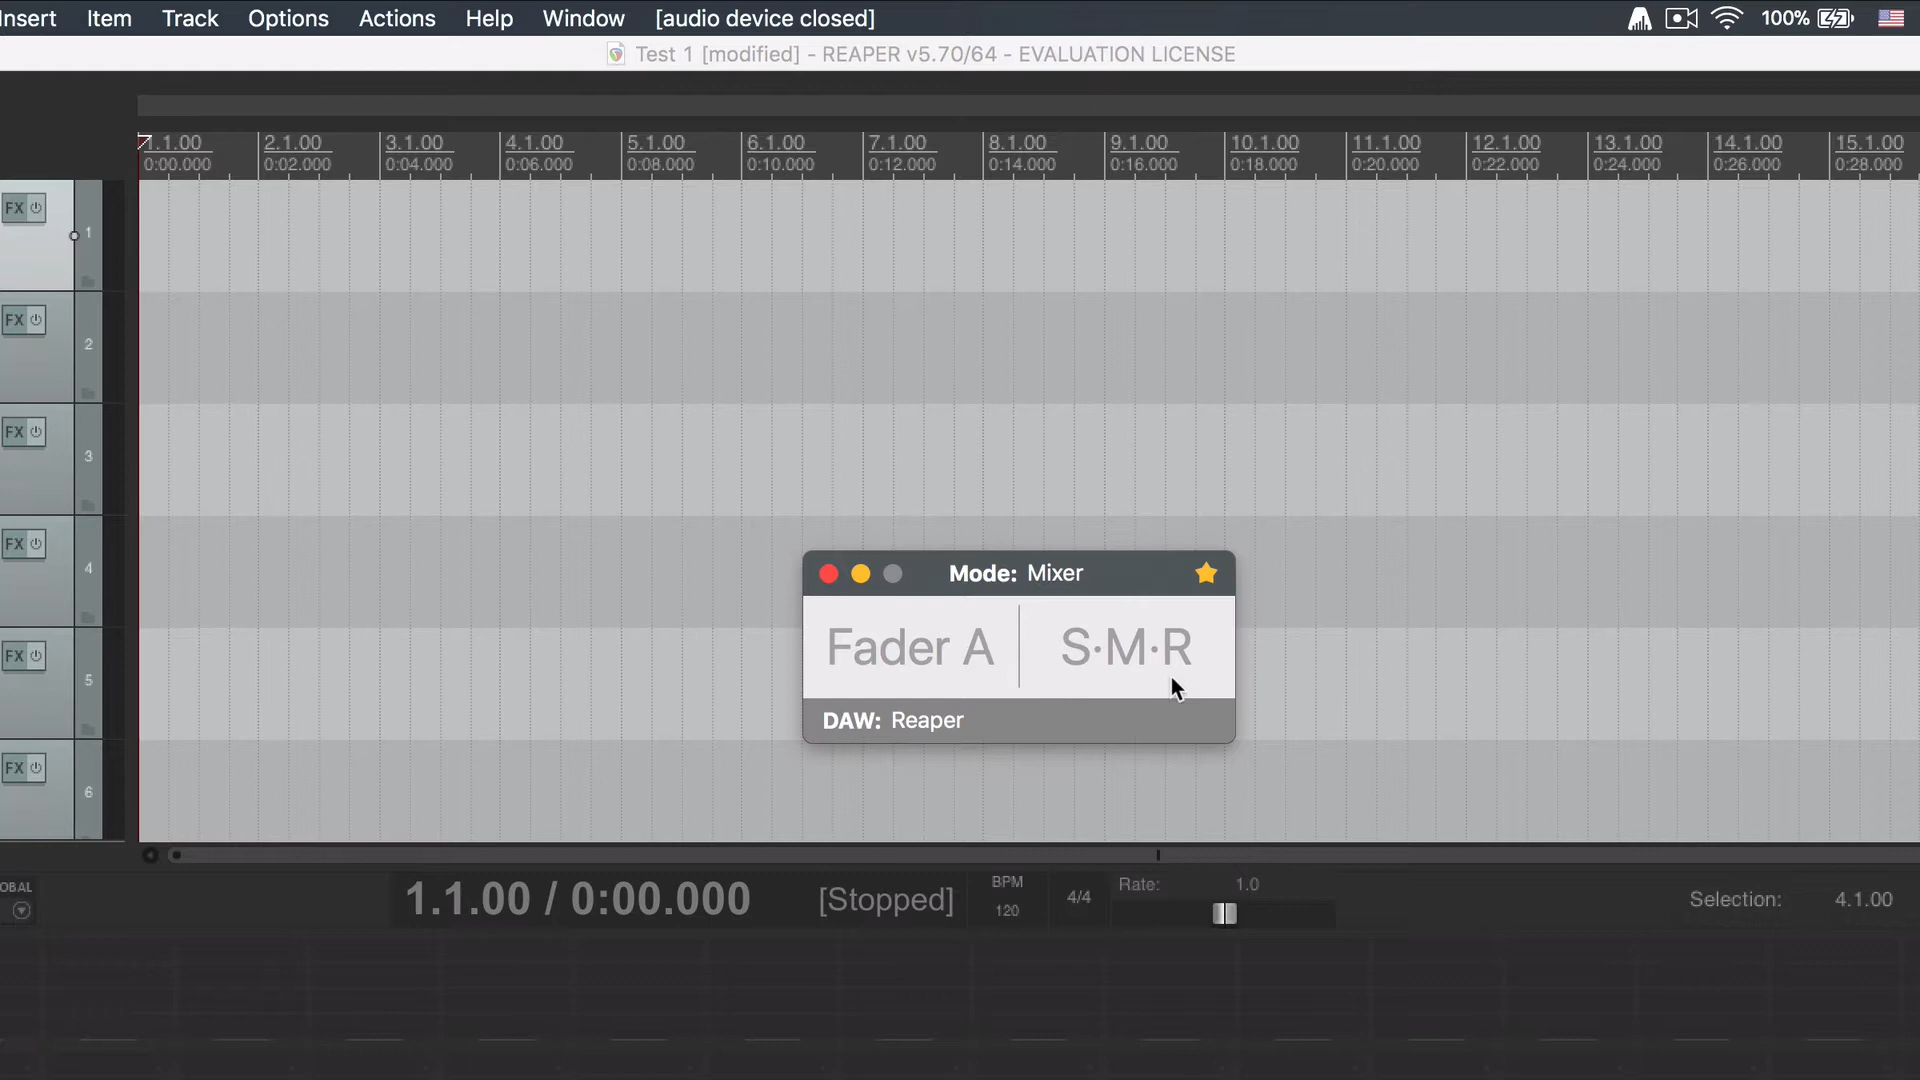 nsert Item Track Options Actions Help Window [audio device closed] 100%
Test 1 [modified] - REAPER v5.70/64 - EVALUATION LICENSE
1.1.00 2.1.00 3.1.00 4.1.00 5.1.00 6.1.00 7.1.00 8.1.00 9.1.00 10.1.00 11.1.00 12.1.00 13.1.00 14.1.00 15.1.00
0:00.000 0:02.000 0:04.000 0:06.000 0:08.000 0:10.000 0:12.000 0:14.000 0:16.000 0:18.000 0:20.000 0:22.000 0:24.000 0:26.000 0:28.000
FX 1
FX 2
FX 3
FX 4
FX 5
FX 6
Mode: Mixer
Fader A S·M·R
DAW: Reaper
OBAL
1.1.00 / 0:00.000 [Stopped]
BPM
120
4/4
Rate: 1.0
Selection: 4.1.00